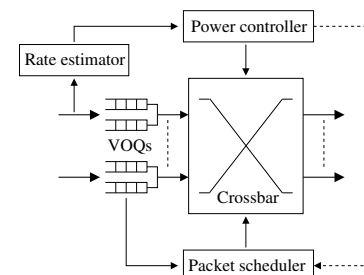 Power controller
Rate estimator
VOQs
Crossbar
Packet scheduler